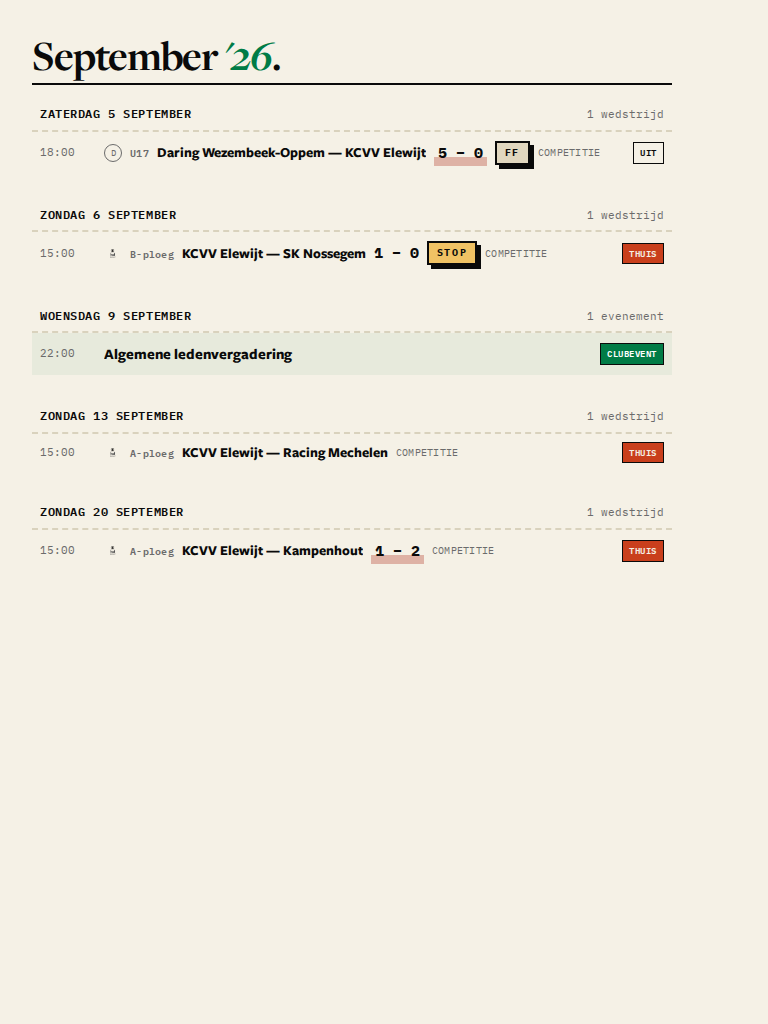 September '26.
ZATERDAG 5 SEPTEMBER 1 wedstrijd
18:00 D U17 Daring Wezembeek-Oppem — KCVV Elewijt 5 – 0 FF COMPETITIE UIT
ZONDAG 6 SEPTEMBER 1 wedstrijd
15:00 B-ploeg KCVV Elewijt — SK Nossegem 1 – 0 STOP COMPETITIE THUIS
WOENSDAG 9 SEPTEMBER 1 evenement
22:00 Algemene ledenvergadering CLUBEVENT
ZONDAG 13 SEPTEMBER 1 wedstrijd
15:00 A-ploeg KCVV Elewijt — Racing Mechelen COMPETITIE THUIS
ZONDAG 20 SEPTEMBER 1 wedstrijd
15:00 A-ploeg KCVV Elewijt — Kampenhout 1 – 2 COMPETITIE THUIS